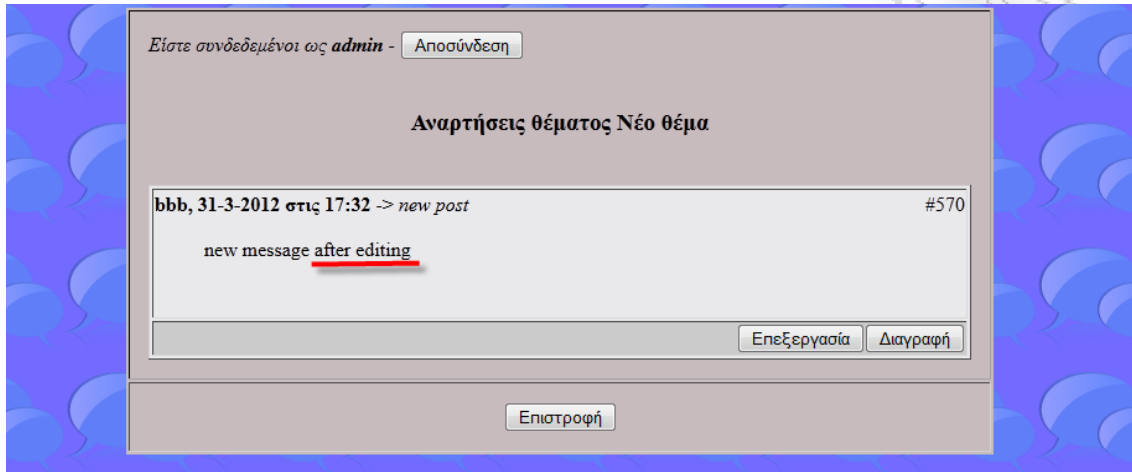 Είστε συνδεδεμένοι ως admin - Αποσύνδεση
Αναρτήσεις θέματος Νέο θέμα
bbb, 31-3-2012 στις 17:32 -> new post #570
new message after editing
Επεξεργασία Διαγραφή
Επιστροφή